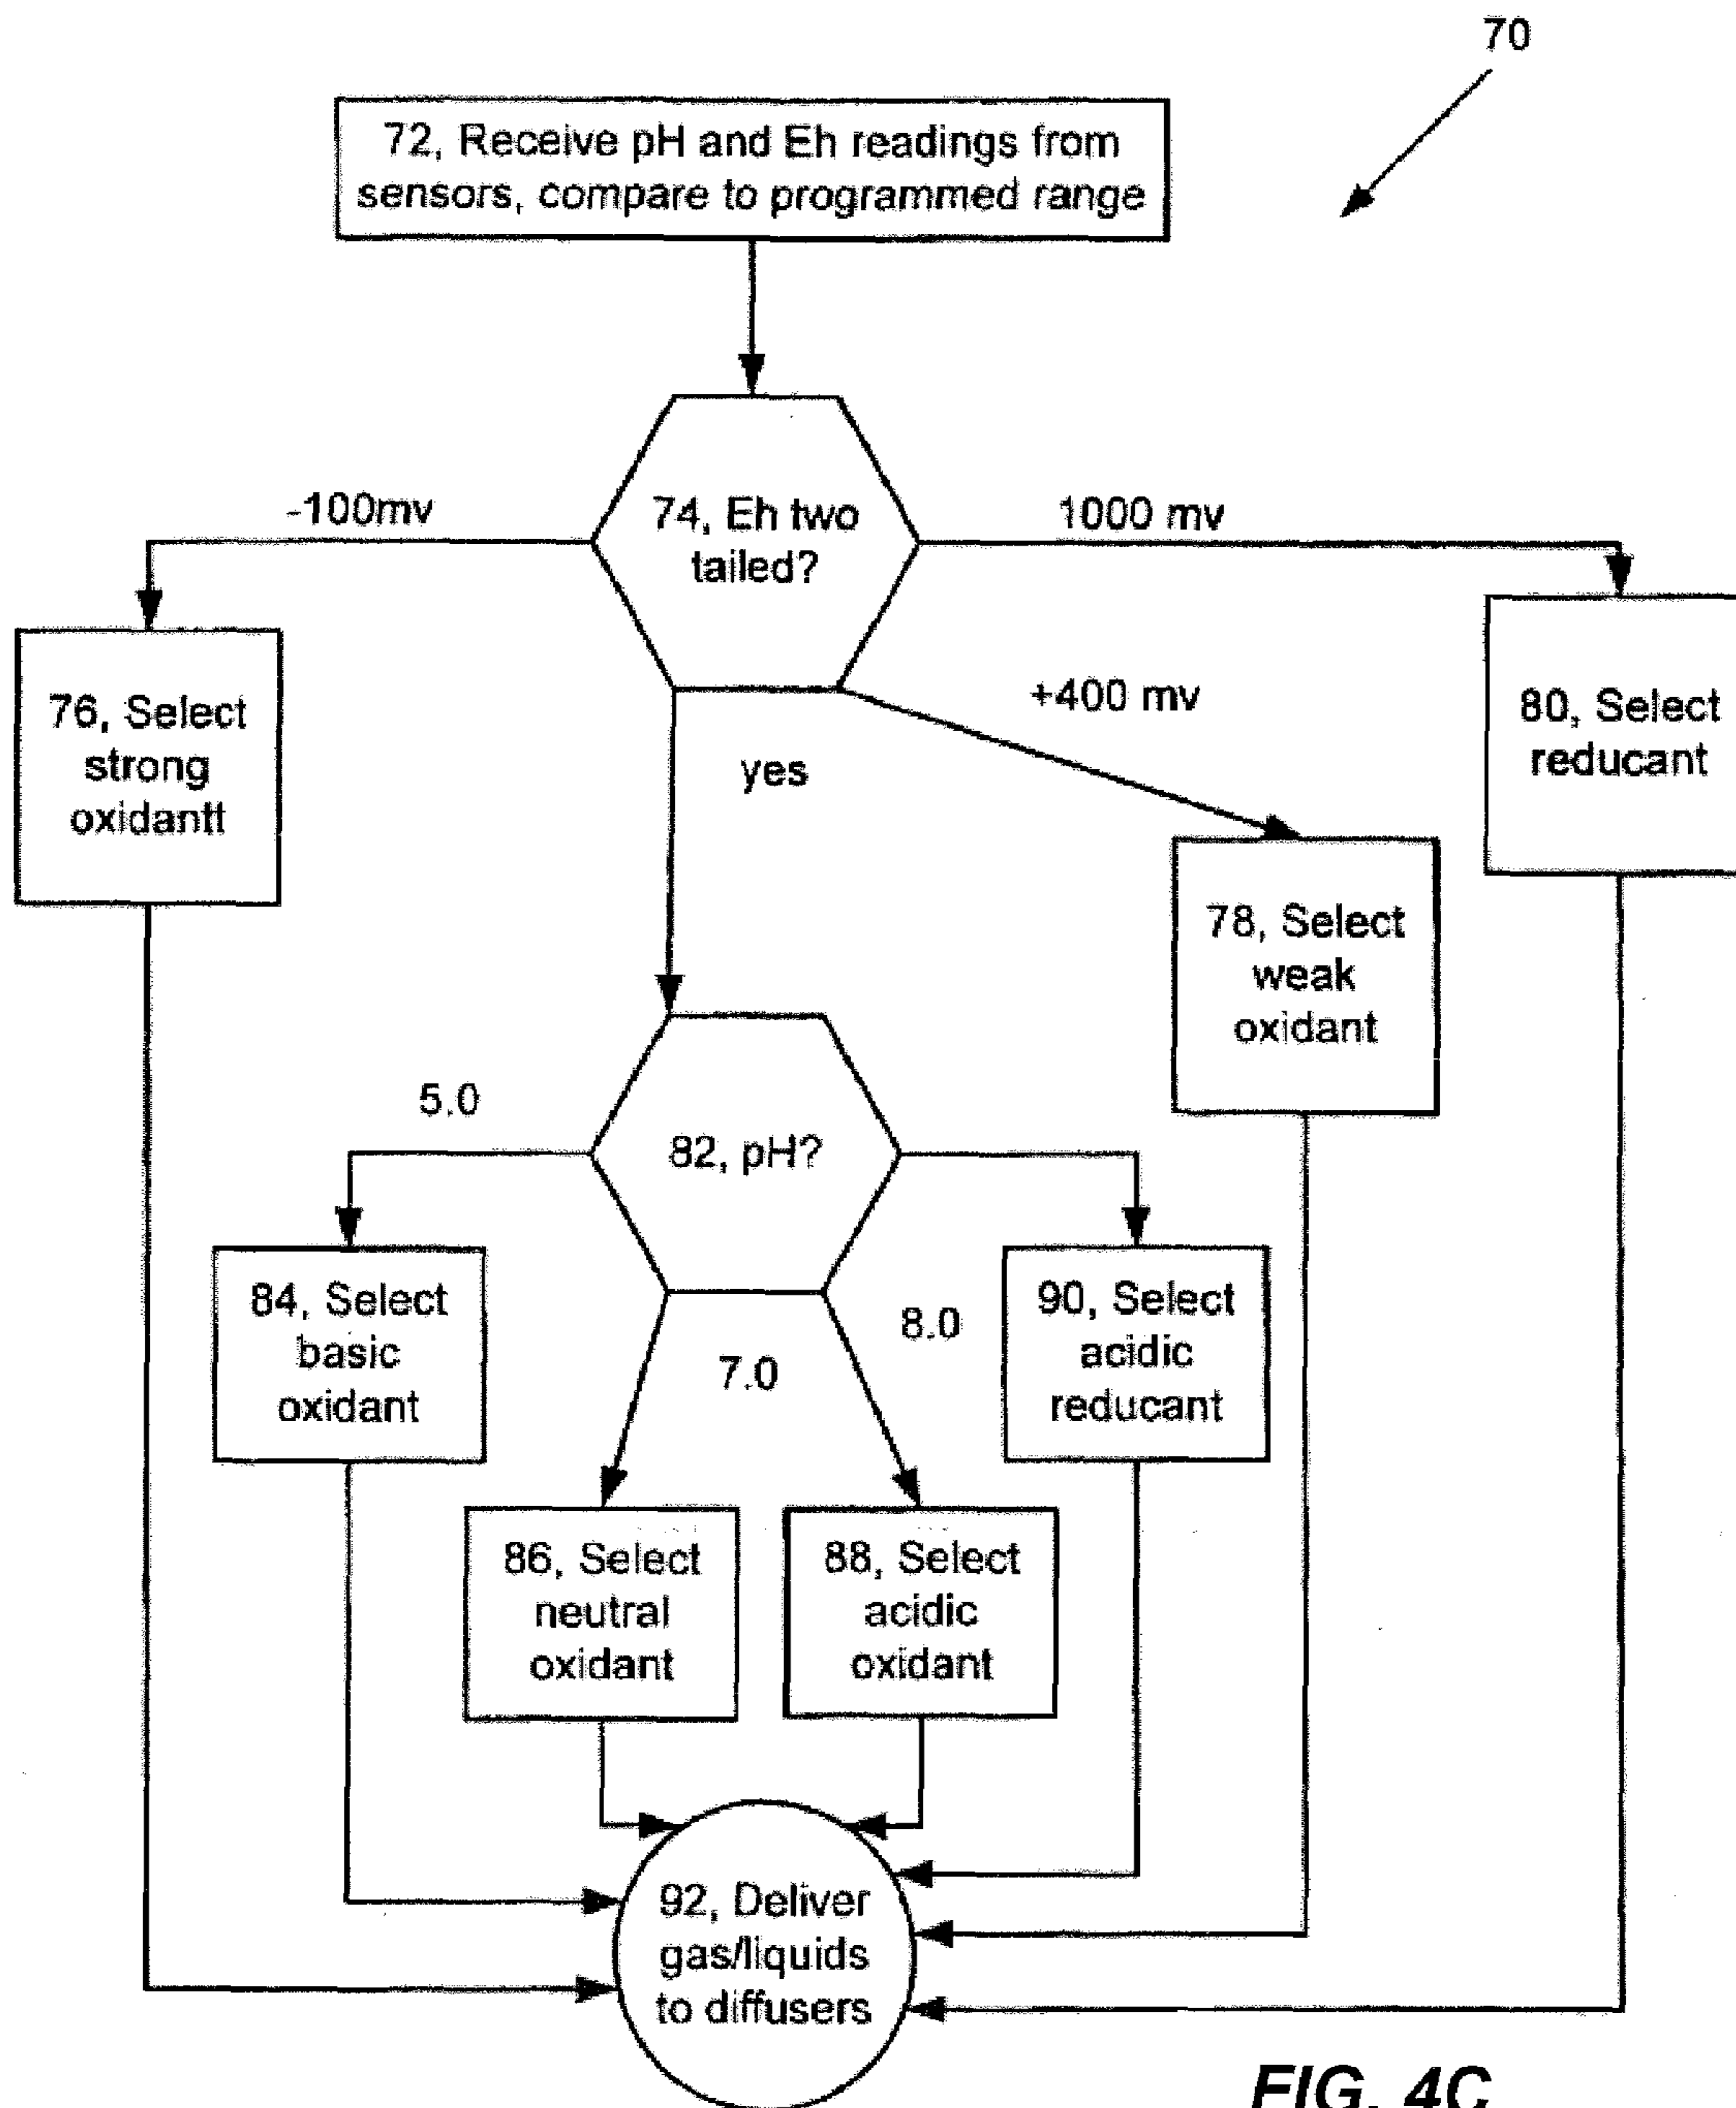 70
72, Receive pH and Eh readings from
sensors, compare to programmed range
74, Eh two
tailed?
-100mv
1000 mv
+400 mv
yes
76, Select
strong
oxidantt
80, Select
reducant
78, Select
weak
oxidant
82, pH?
5.0
7.0
8.0
84, Select
basic
oxidant
90, Select
acidic
reducant
86, Select
neutral
oxidant
88, Select
acidic
oxidant
92, Deliver
gas/liquids
to diffusers
FIG. 4C